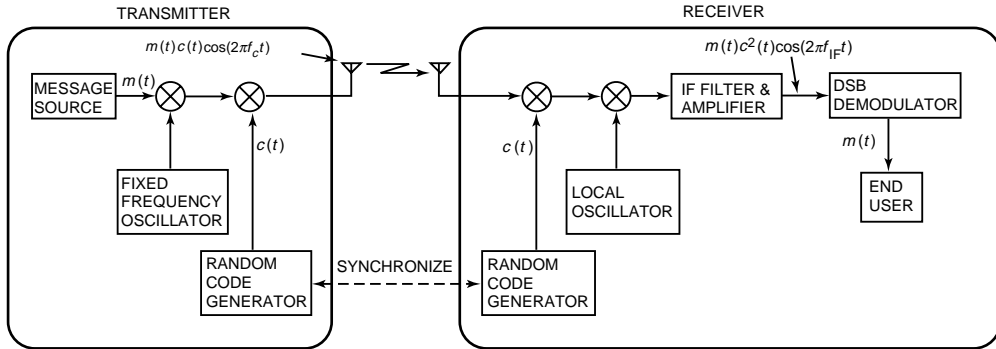 TRANSMITTER
RECEIVER
m(t)c(t)cos(2πf_c t)
m(t)c²(t)cos(2πf_IF t)
MESSAGE
SOURCE
m(t)
IF FILTER &
AMPLIFIER
DSB
DEMODULATOR
c(t)
c(t)
m(t)
FIXED
FREQUENCY
OSCILLATOR
LOCAL
OSCILLATOR
END
USER
RANDOM
CODE
GENERATOR
SYNCHRONIZE
RANDOM
CODE
GENERATOR